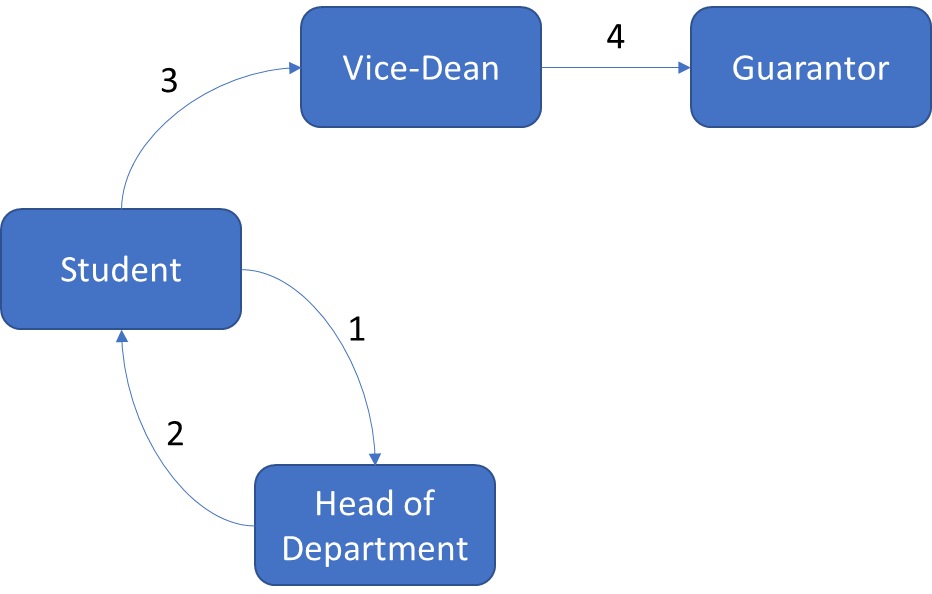 Vice-Dean
4
Guarantor
3
Student
1
2
Head of
Department